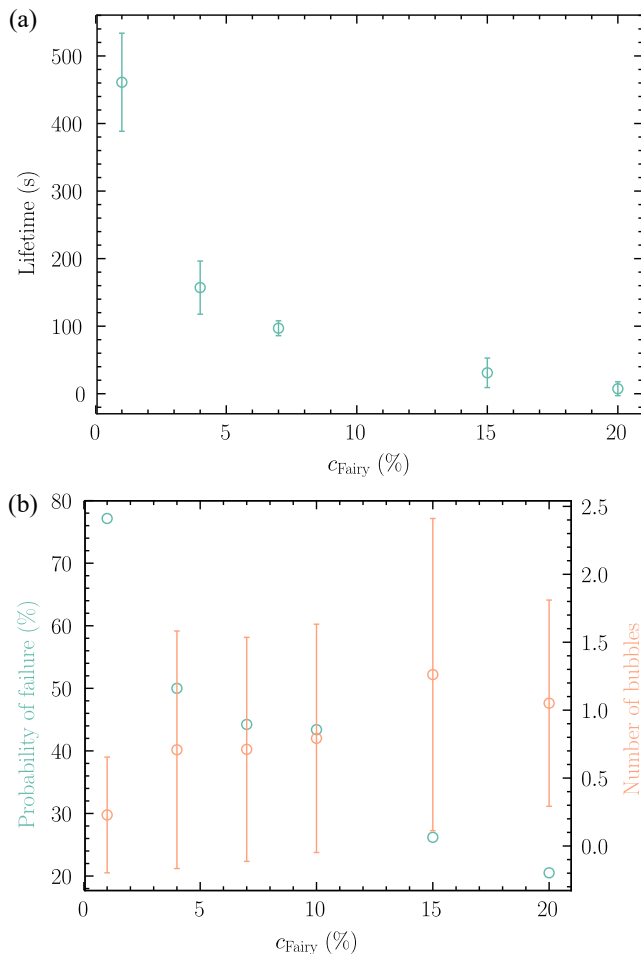 (a)
500
400
300
200
100
0
Lifetime (s)
0 5 10 15 20
c_Fairy (%)
(b)
80
70
60
50
40
30
20
Probability of failure (%)
2.5
2.0
1.5
1.0
0.5
0.0
Number of bubbles
0 5 10 15 20
c_Fairy (%)